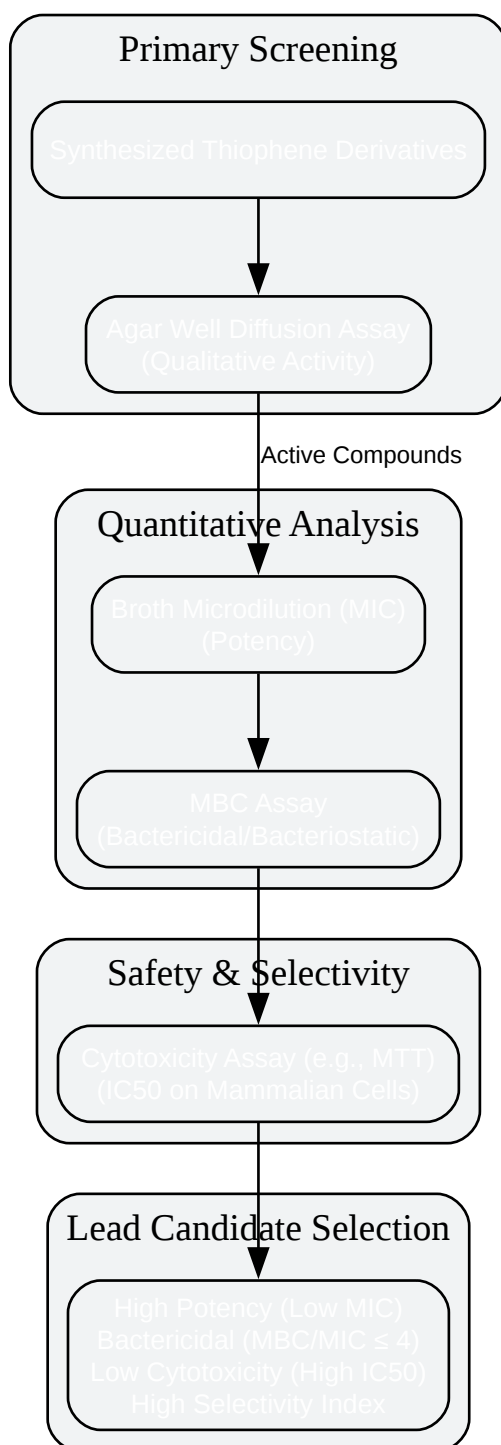 Primary Screening
Synthesized Thiophene Derivatives
Agar Well Diffusion Assay
(Qualitative Activity)
Active Compounds
Quantitative Analysis
Broth Microdilution (MIC)
(Potency)
MBC Assay
(Bactericidal/Bacteriostatic)
Safety & Selectivity
Cytotoxicity Assay (e.g., MTT)
(IC50 on Mammalian Cells)
Lead Candidate Selection
High Potency (Low MIC)
Bactericidal (MBC/MIC ≤ 4)
Low Cytotoxicity (High IC50)
High Selectivity Index